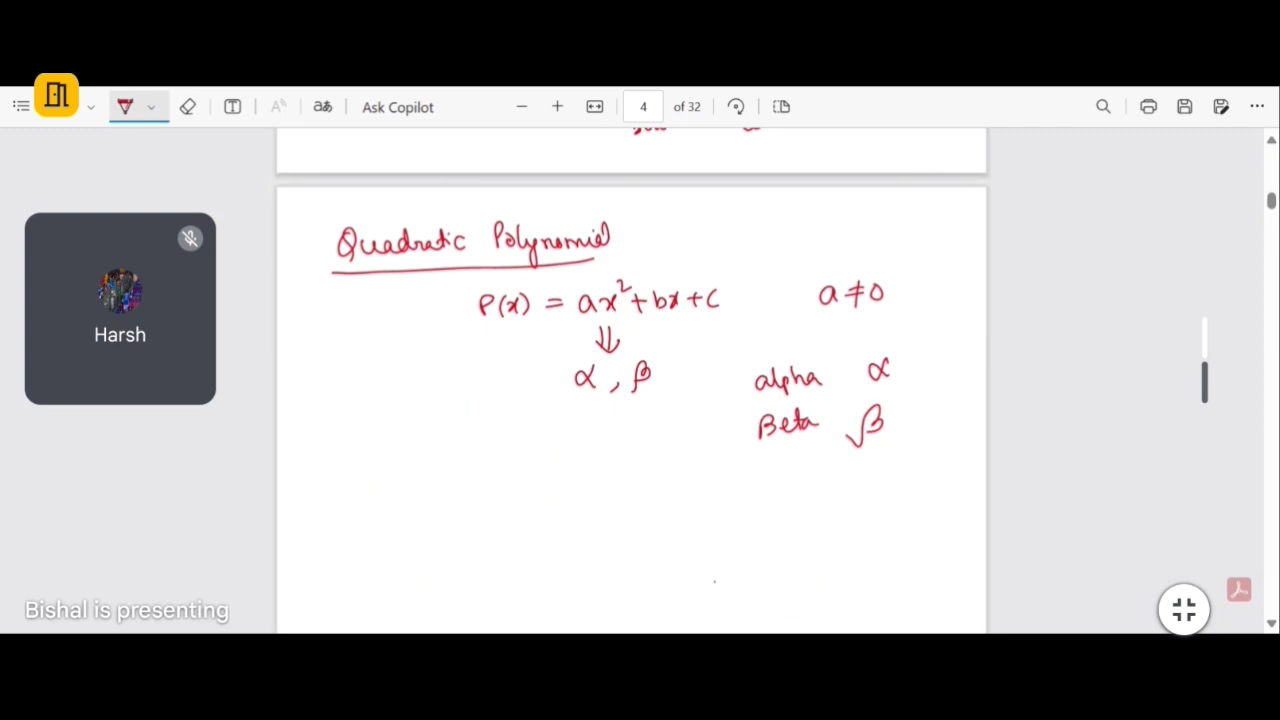 Ask Copilot
4 of 32
Quadratic Polynomial
P(x) = ax²+bx+c a≠0
⇓
α , β
alpha α
Beta β
Harsh
Bishal is presenting